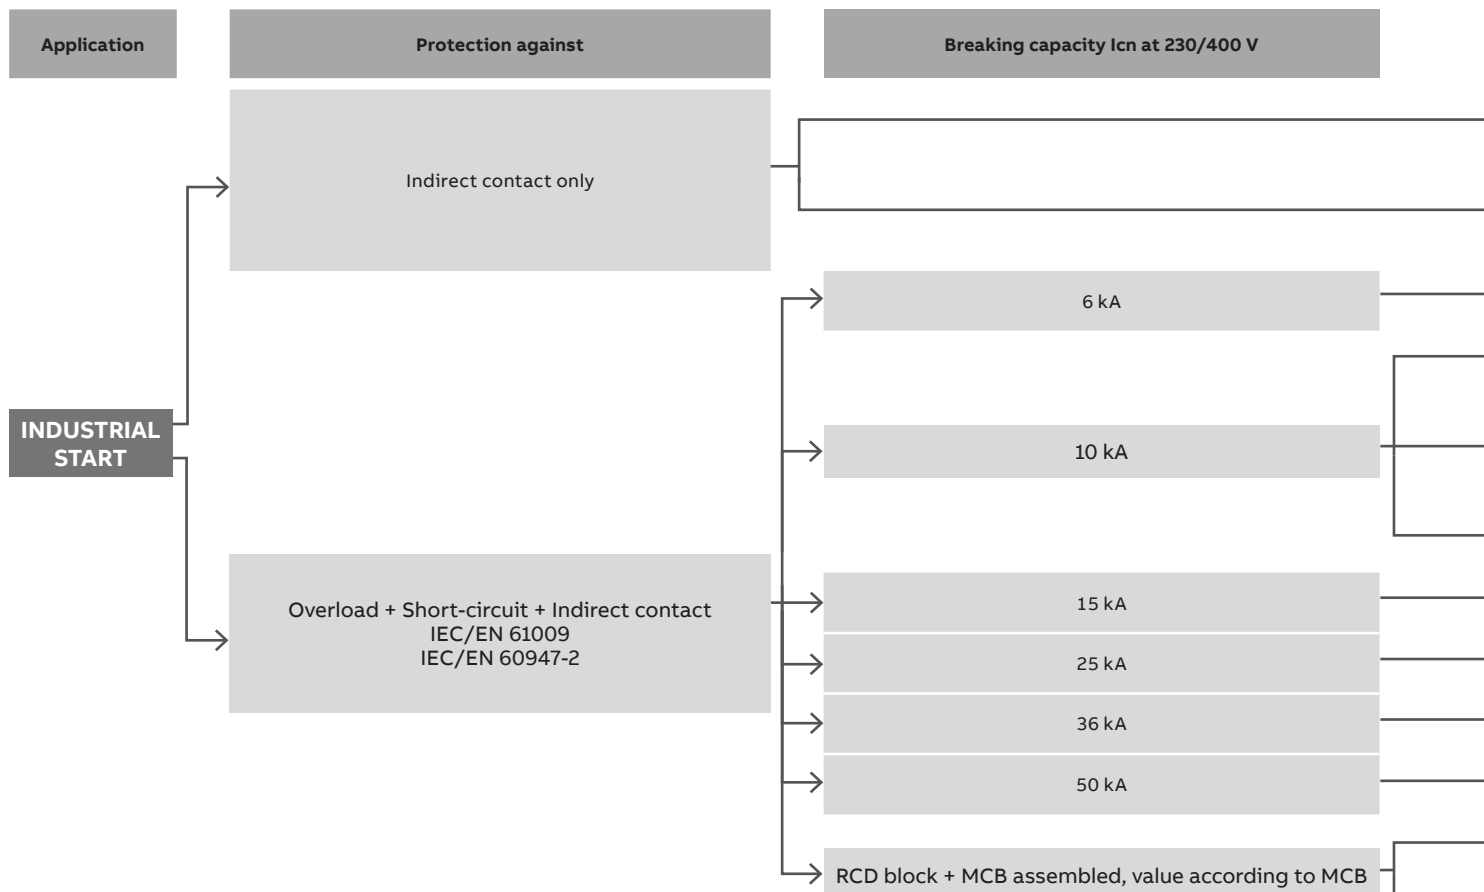 Application
Protection against
Breaking capacity Icn at 230/400 V
Indirect contact only
6 kA
INDUSTRIAL
START
10 kA
Overload + Short-circuit + Indirect contact
IEC/EN 61009
IEC/EN 60947-2
15 kA
25 kA
36 kA
50 kA
RCD block + MCB assembled, value according to MCB